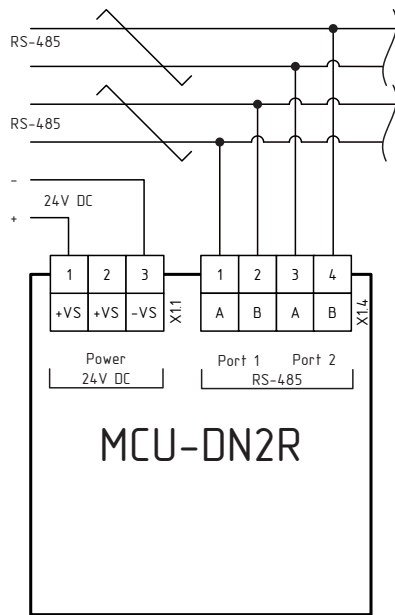 RS-485
RS-485
-
24V DC
+
1 2 3 1 2 3 4
+VS +VS -VS X1.1 A B A B X1.4
Power Port 1 Port 2
24V DC RS-485
MCU-DN2R